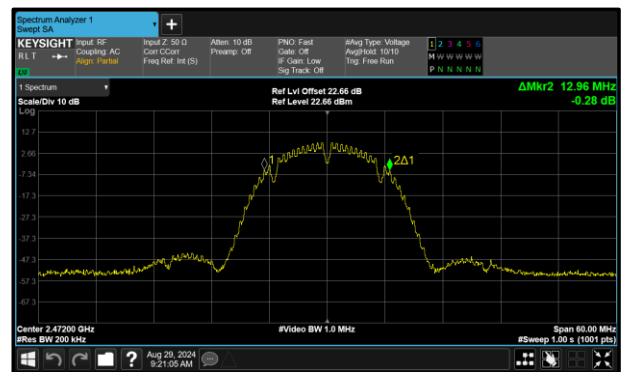 Spectrum Analyzer 1
Swept SA
+
KEYSIGHT
RLT
Input: RF
Coupling: AC
Align: Partial
Input Z: 50 Ω
Corr CCorr
Freq Ref: Int (S)
Atten: 10 dB
Preamp: Off
PNO: Fast
Gate: Off
IF Gain: Low
Sig Track: Off
#Avg Type: Voltage
Avg|Hold: 10/10
Trig: Free Run
1 2 3 4 5 6
M W W W W W
P N N N N N
1 Spectrum
Scale/Div 10 dB
Log
Ref Lvl Offset 22.66 dB
Ref Level 22.66 dBm
ΔMkr2 12.96 MHz
-0.28 dB
12.7
2.66
-7.34
-17.3
-27.3
-37.3
-47.3
-57.3
-67.3
1
2Δ1
Center 2.47200 GHz
#Res BW 200 kHz
#Video BW 1.0 MHz
Span 60.00 MHz
#Sweep 1.00 s (1001 pts)
?
Aug 29, 2024
9:21:05 AM